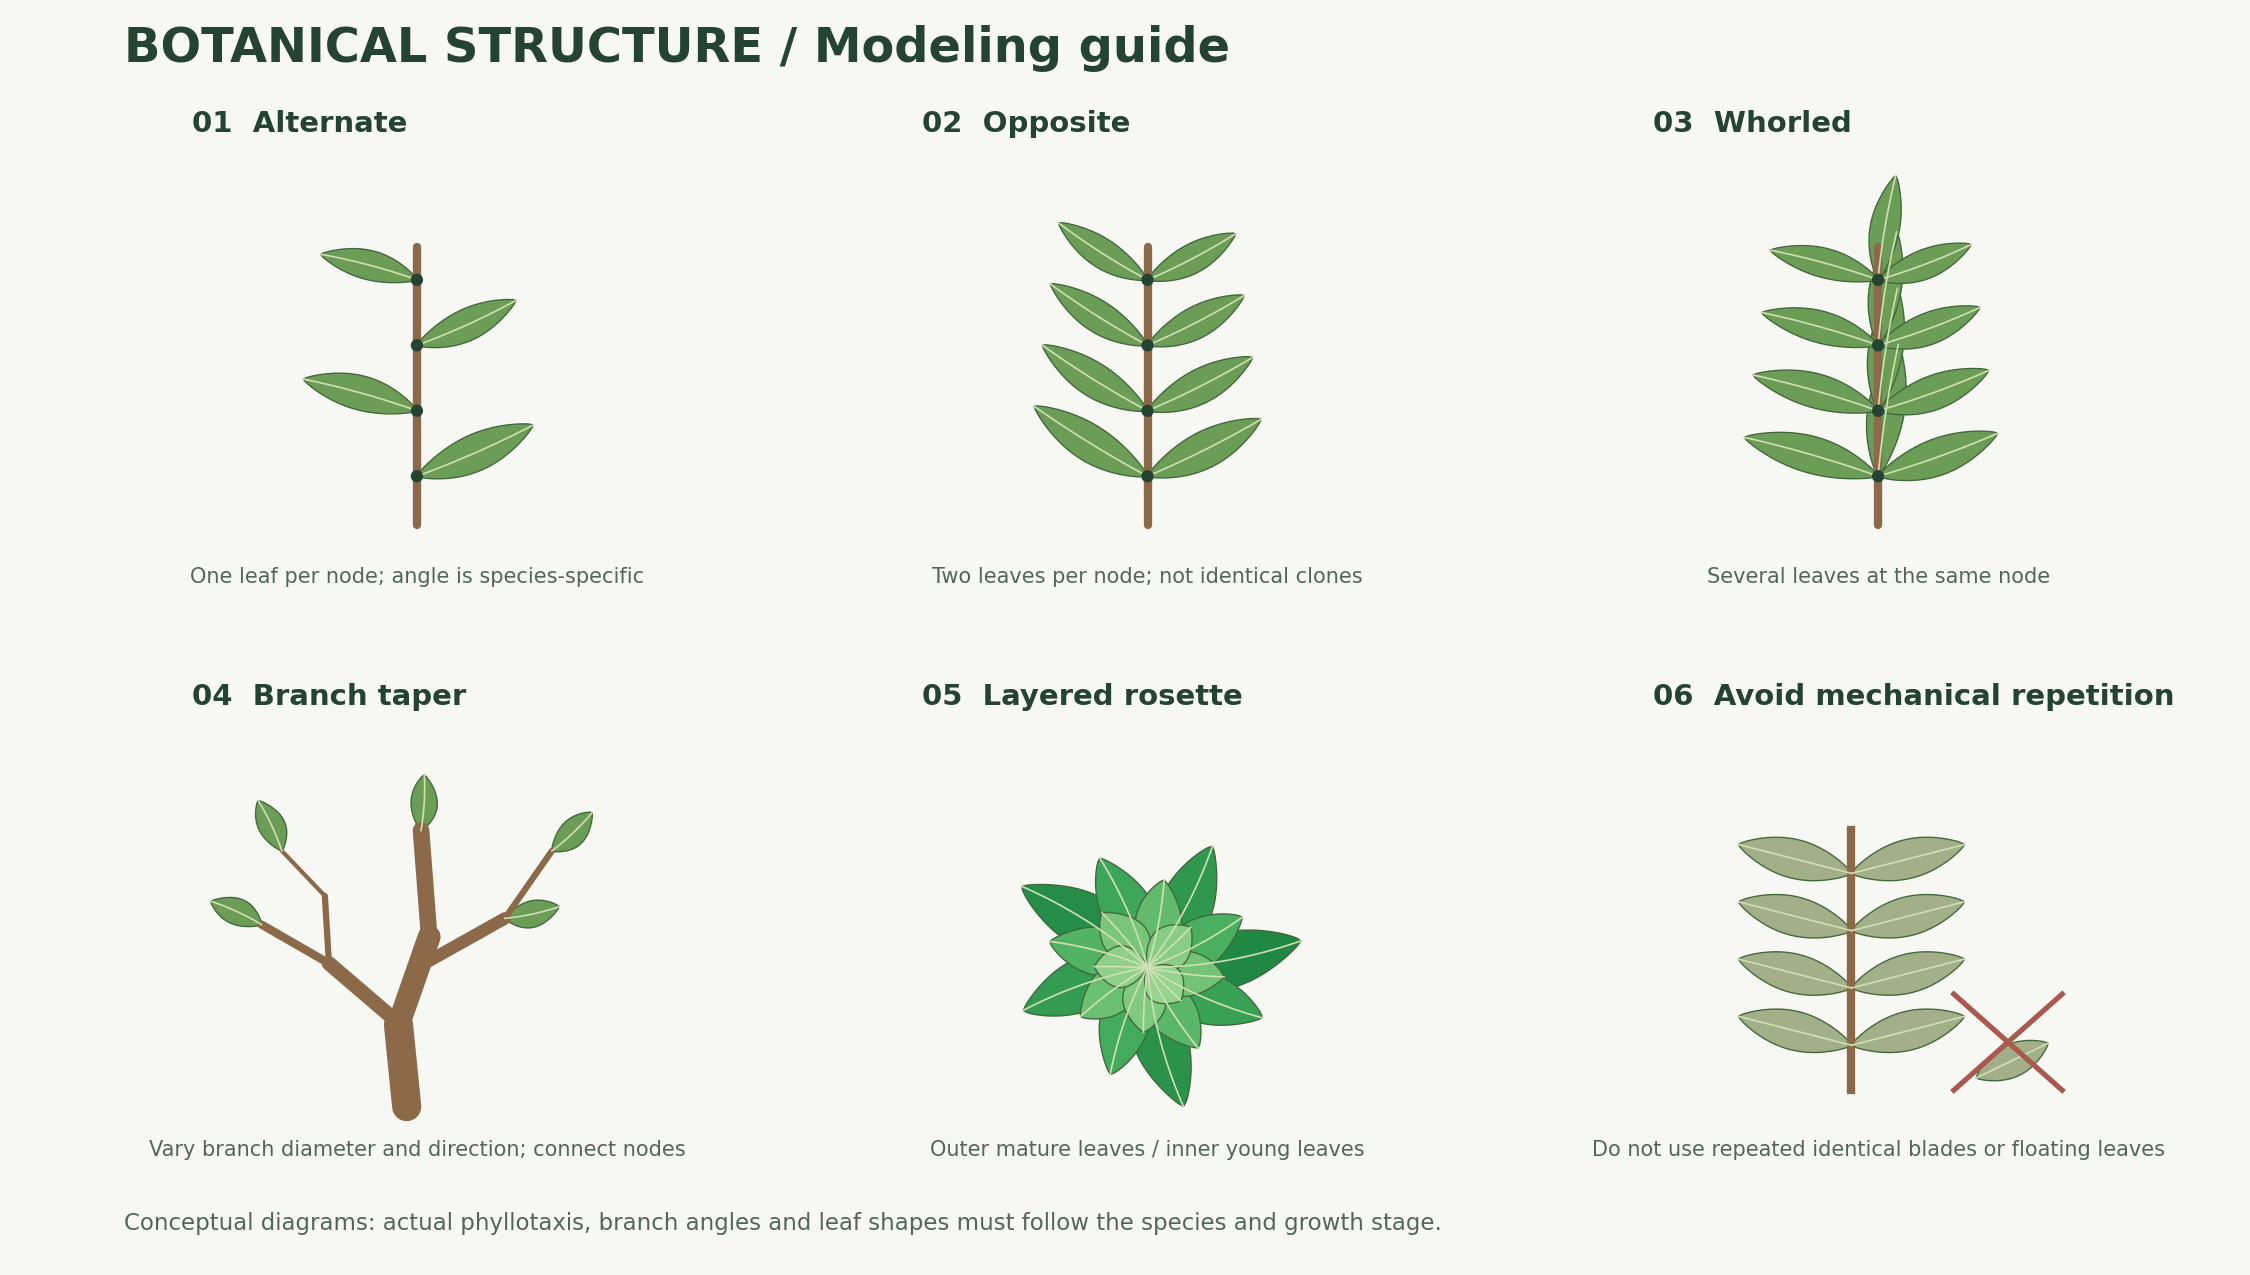 BOTANICAL STRUCTURE / Modeling guide
01 Alternate
02 Opposite
03 Whorled
One leaf per node; angle is species-specific
Two leaves per node; not identical clones
Several leaves at the same node
04 Branch taper
05 Layered rosette
06 Avoid mechanical repetition
Vary branch diameter and direction; connect nodes
Outer mature leaves / inner young leaves
Do not use repeated identical blades or floating leaves
Conceptual diagrams: actual phyllotaxis, branch angles and leaf shapes must follow the species and growth stage.